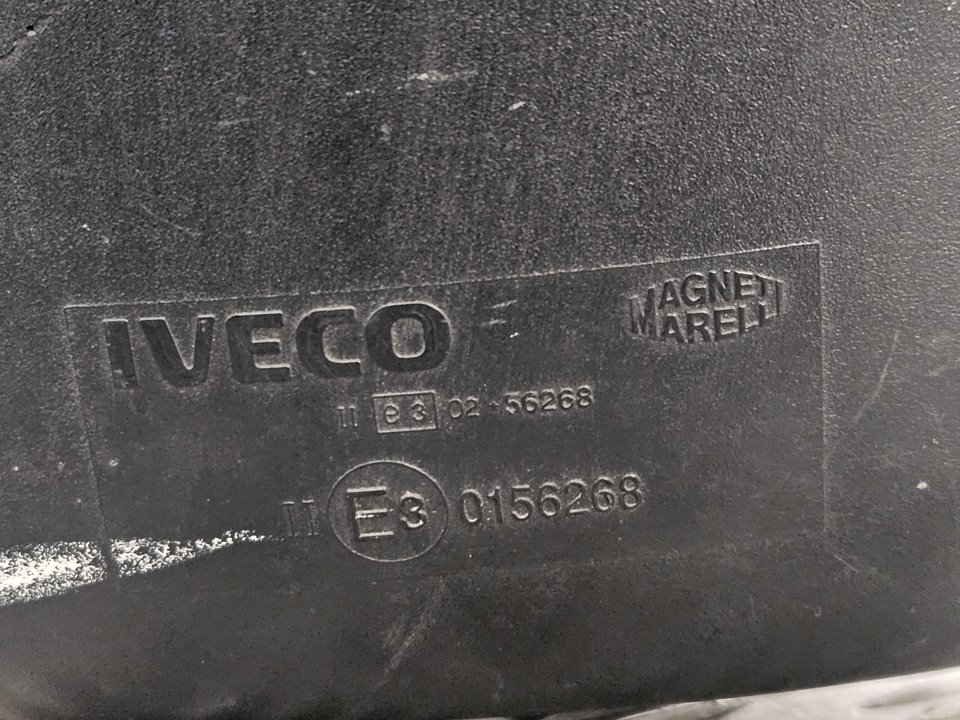 IVECO
MAGNETI
MARELLI
II e3 02-56268
II E3 0156268